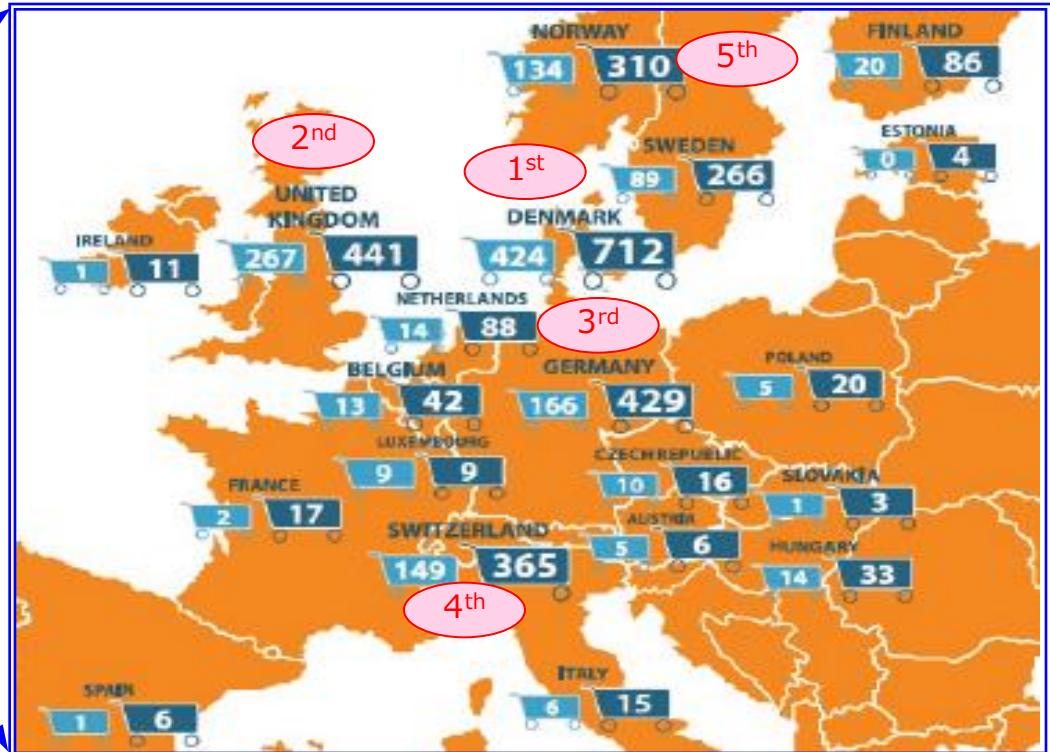 NORWAY
134 310
5th
FINLAND
20 86
2nd
1st
SWEDEN
89 266
ESTONIA
0 4
UNITED
KINGDOM
267 441
IRELAND
1 11
DENMARK
424 712
NETHERLANDS
14 88
3rd
BELGIUM
13 42
GERMANY
166 429
POLAND
5 20
LUXEMBOURG
9 9
CZECH REPUBLIC
10 16
SLOVAKIA
1 3
FRANCE
2 17
SWITZERLAND
149 365
4th
AUSTRIA
5 6
HUNGARY
14 33
SPAIN
1 6
ITALY
6 15